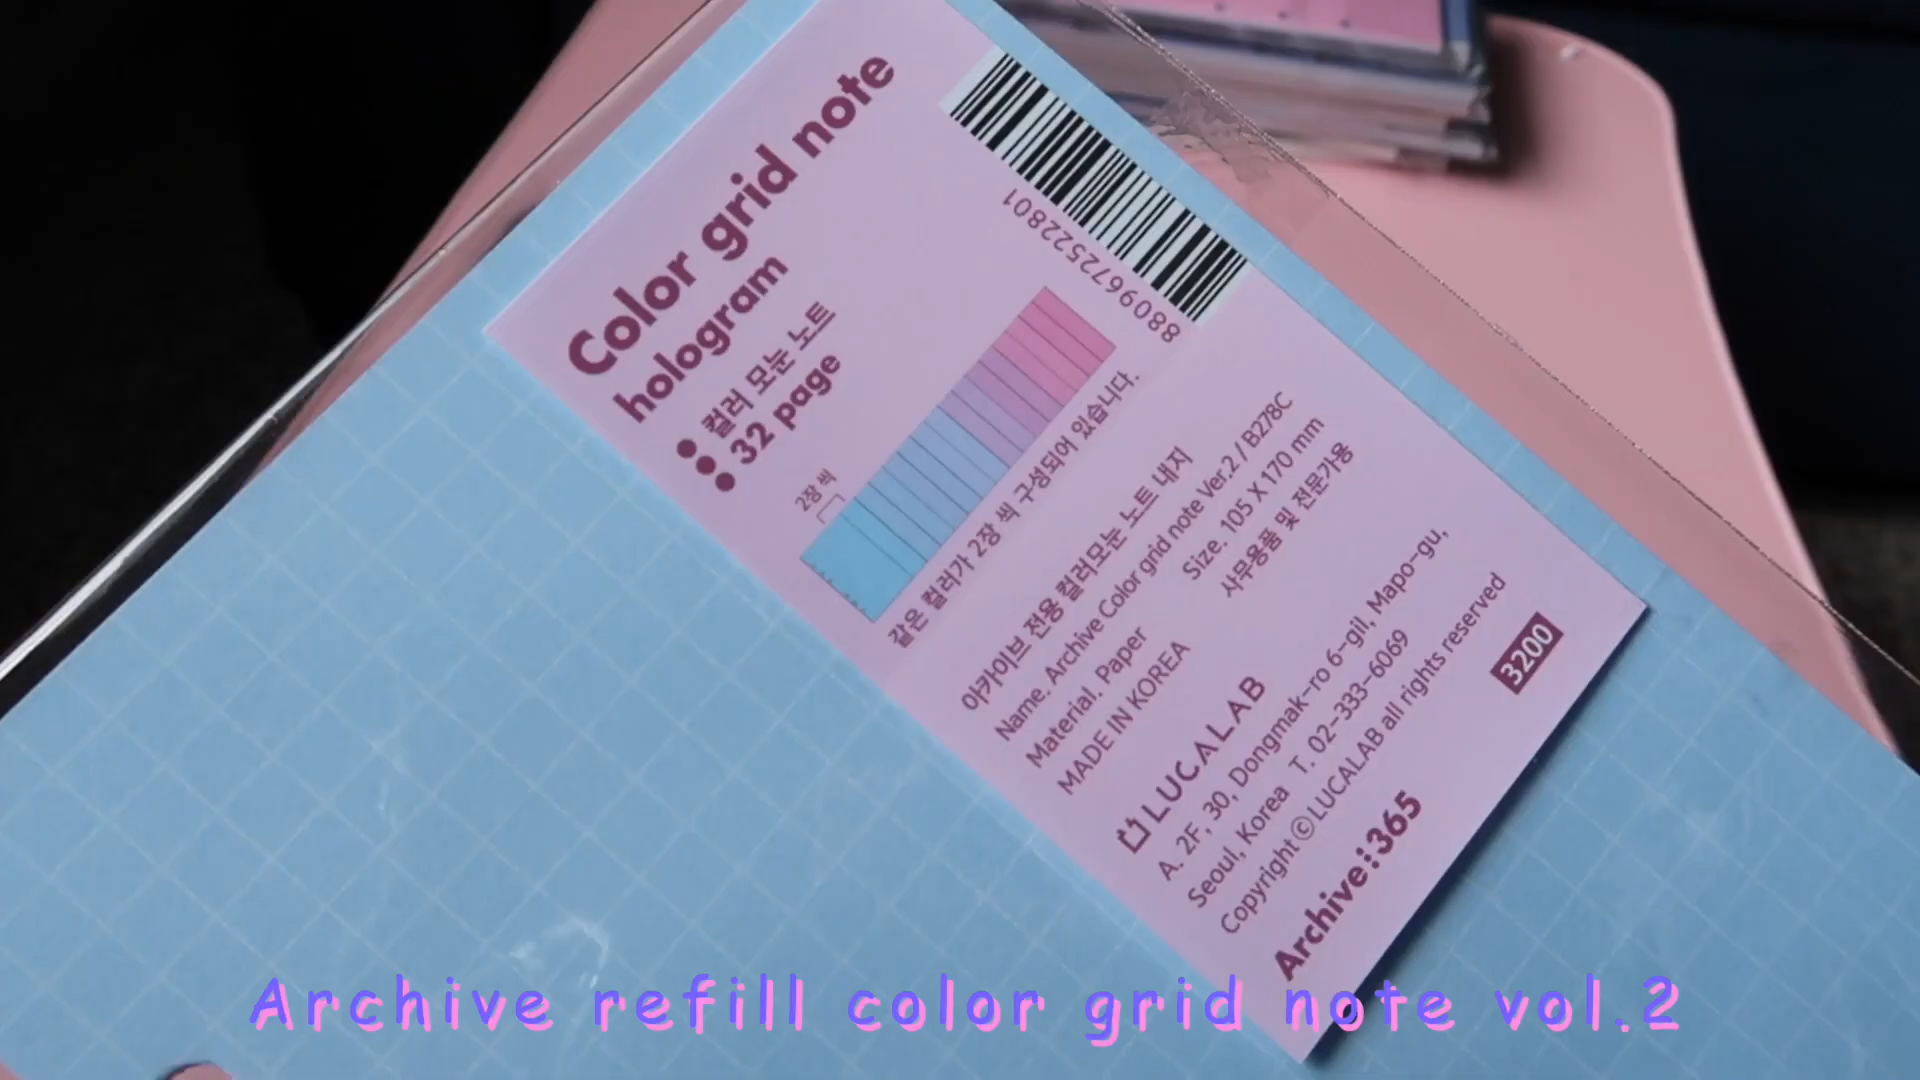 Color grid note
hologram
컬러 모눈 노트
32 page
8809672522801
2장 씩
같은 컬러가 2장 씩 구성되어 있습니다.
아카이브 전용 컬러모눈 노트 내지
Name. Archive Color grid note Ver.2 / B278C
Material. Paper
Size. 105 X 170 mm
MADE IN KOREA
사무용품 및 전문가용
LUCALAB
A. 2F, 30, Dongmak-ro 6-gil, Mapo-gu,
Seoul, Korea T. 02-333-6069
Copyright ⓒ LUCALAB all rights reserved
Archive:365
3200
Archive refill color grid note vol.2